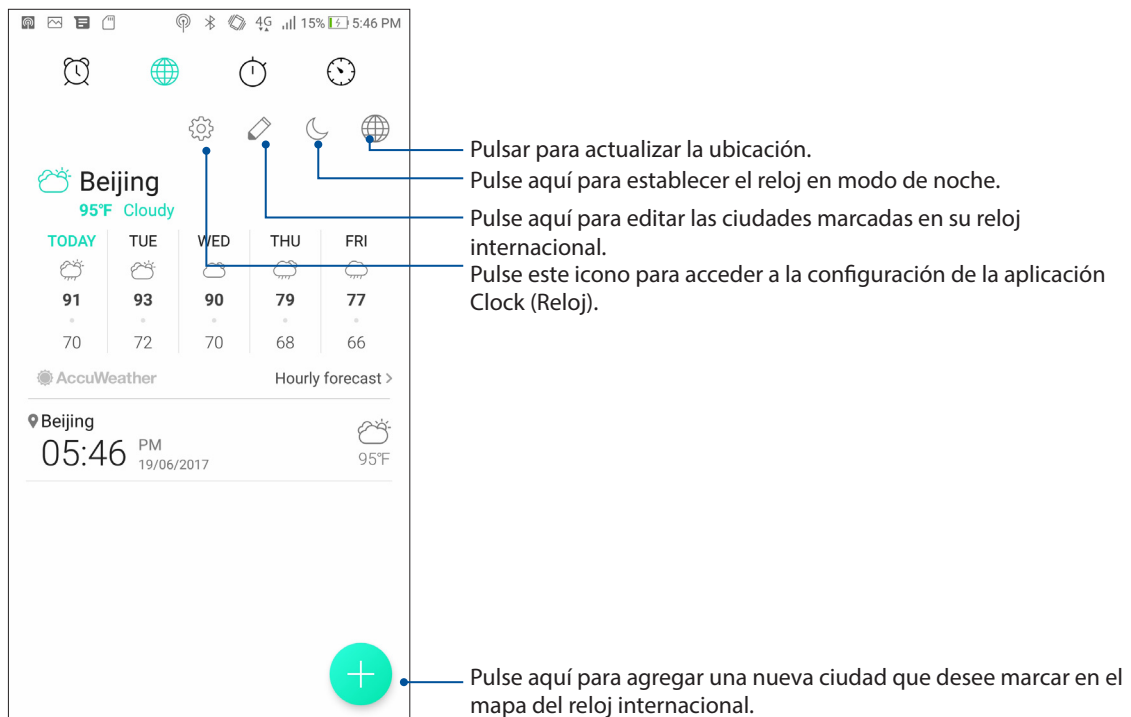 4G 15% 5:46 PM
Pulsar para actualizar la ubicación.
Pulse aquí para establecer el reloj en modo de noche.
Pulse aquí para editar las ciudades marcadas en su reloj
internacional.
Pulse este icono para acceder a la configuración de la aplicación
Clock (Reloj).
Beijing
95°F Cloudy
TODAY TUE WED THU FRI
91 93 90 79 77
70 72 70 68 66
AccuWeather Hourly forecast >
Beijing
05:46 PM
19/06/2017
95°F
Pulse aquí para agregar una nueva ciudad que desee marcar en el
mapa del reloj internacional.